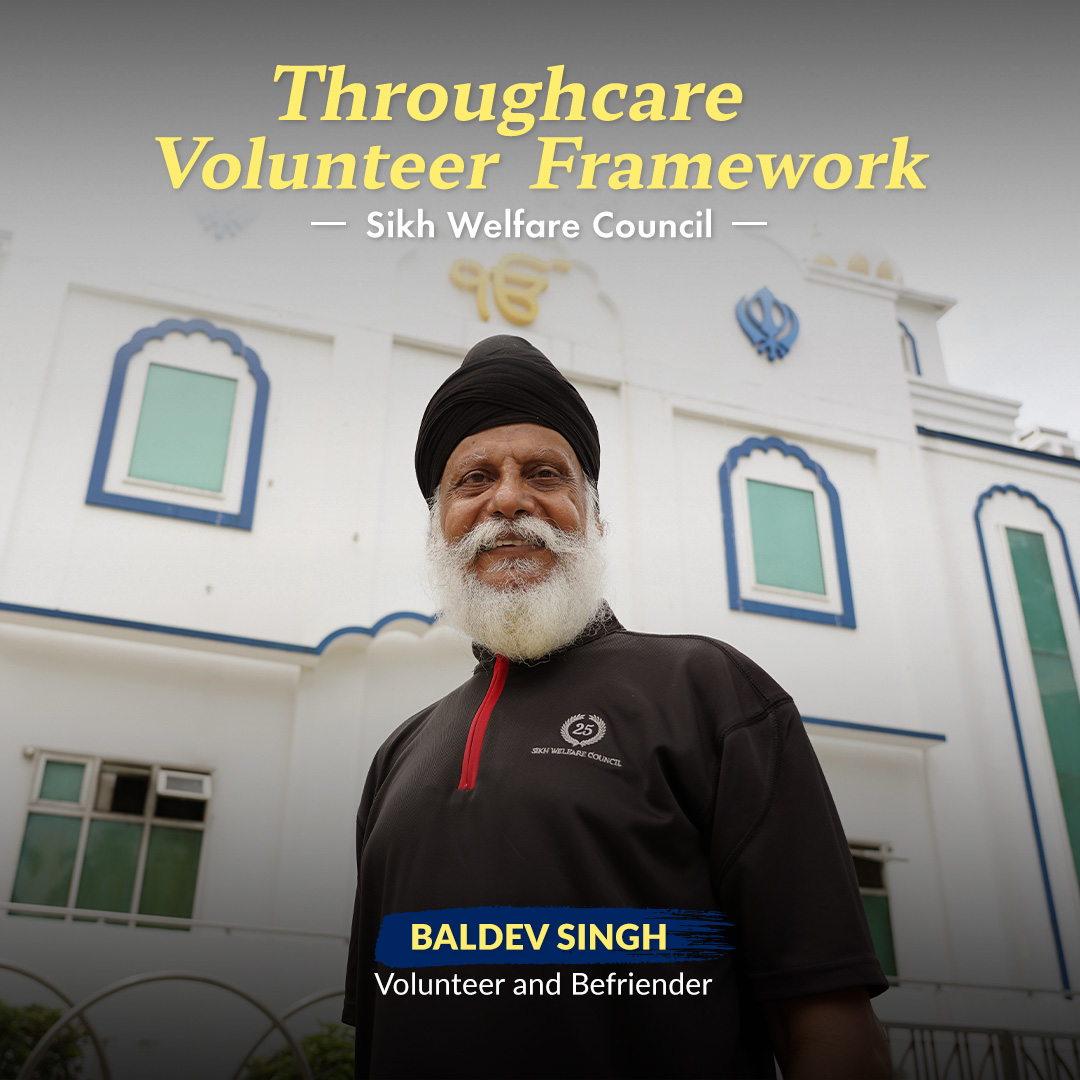 Throughcare
Volunteer Framework
Sikh Welfare Council
ੴ
25
SIKH WELFARE COUNCIL
BALDEV SINGH
Volunteer and Befriender